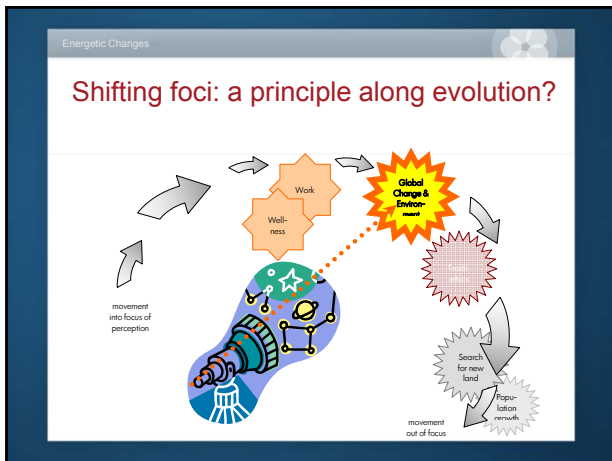 Energetic Changes
Shifting foci: a principle along evolution?
Work
Well-
ness
Global
Change &
Environ-
ment
movement
into focus of
perception
Search
for new
land
Popu-
lation
growth
movement
out of focus